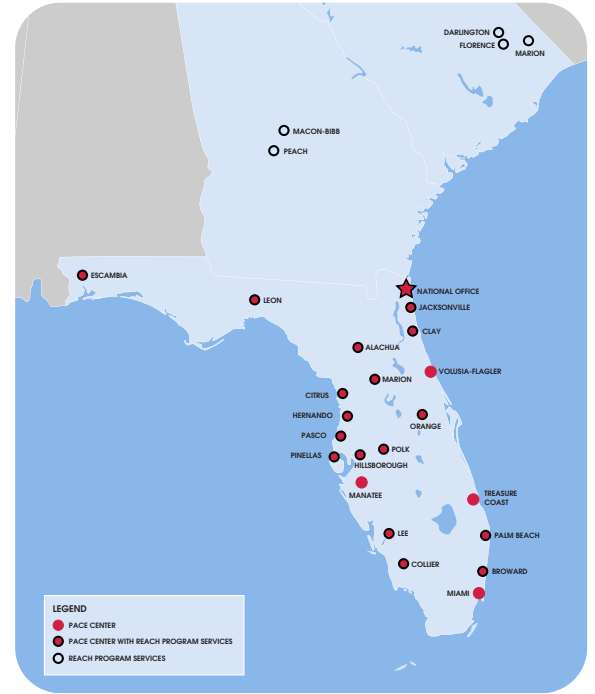 DARLINGTON
FLORENCE
MARION
MACON-BIBB
PEACH
ESCAMBIA
LEON
NATIONAL OFFICE
JACKSONVILLE
CLAY
ALACHUA
VOLUSIA-FLAGLER
MARION
CITRUS
HERNANDO
ORANGE
PASCO
POLK
PINELLAS
HILLSBOROUGH
MANATEE
TREASURE
COAST
LEE
PALM BEACH
COLLIER
BROWARD
MIAMI
LEGEND
PACE CENTER
PACE CENTER WITH REACH PROGRAM SERVICES
REACH PROGRAM SERVICES